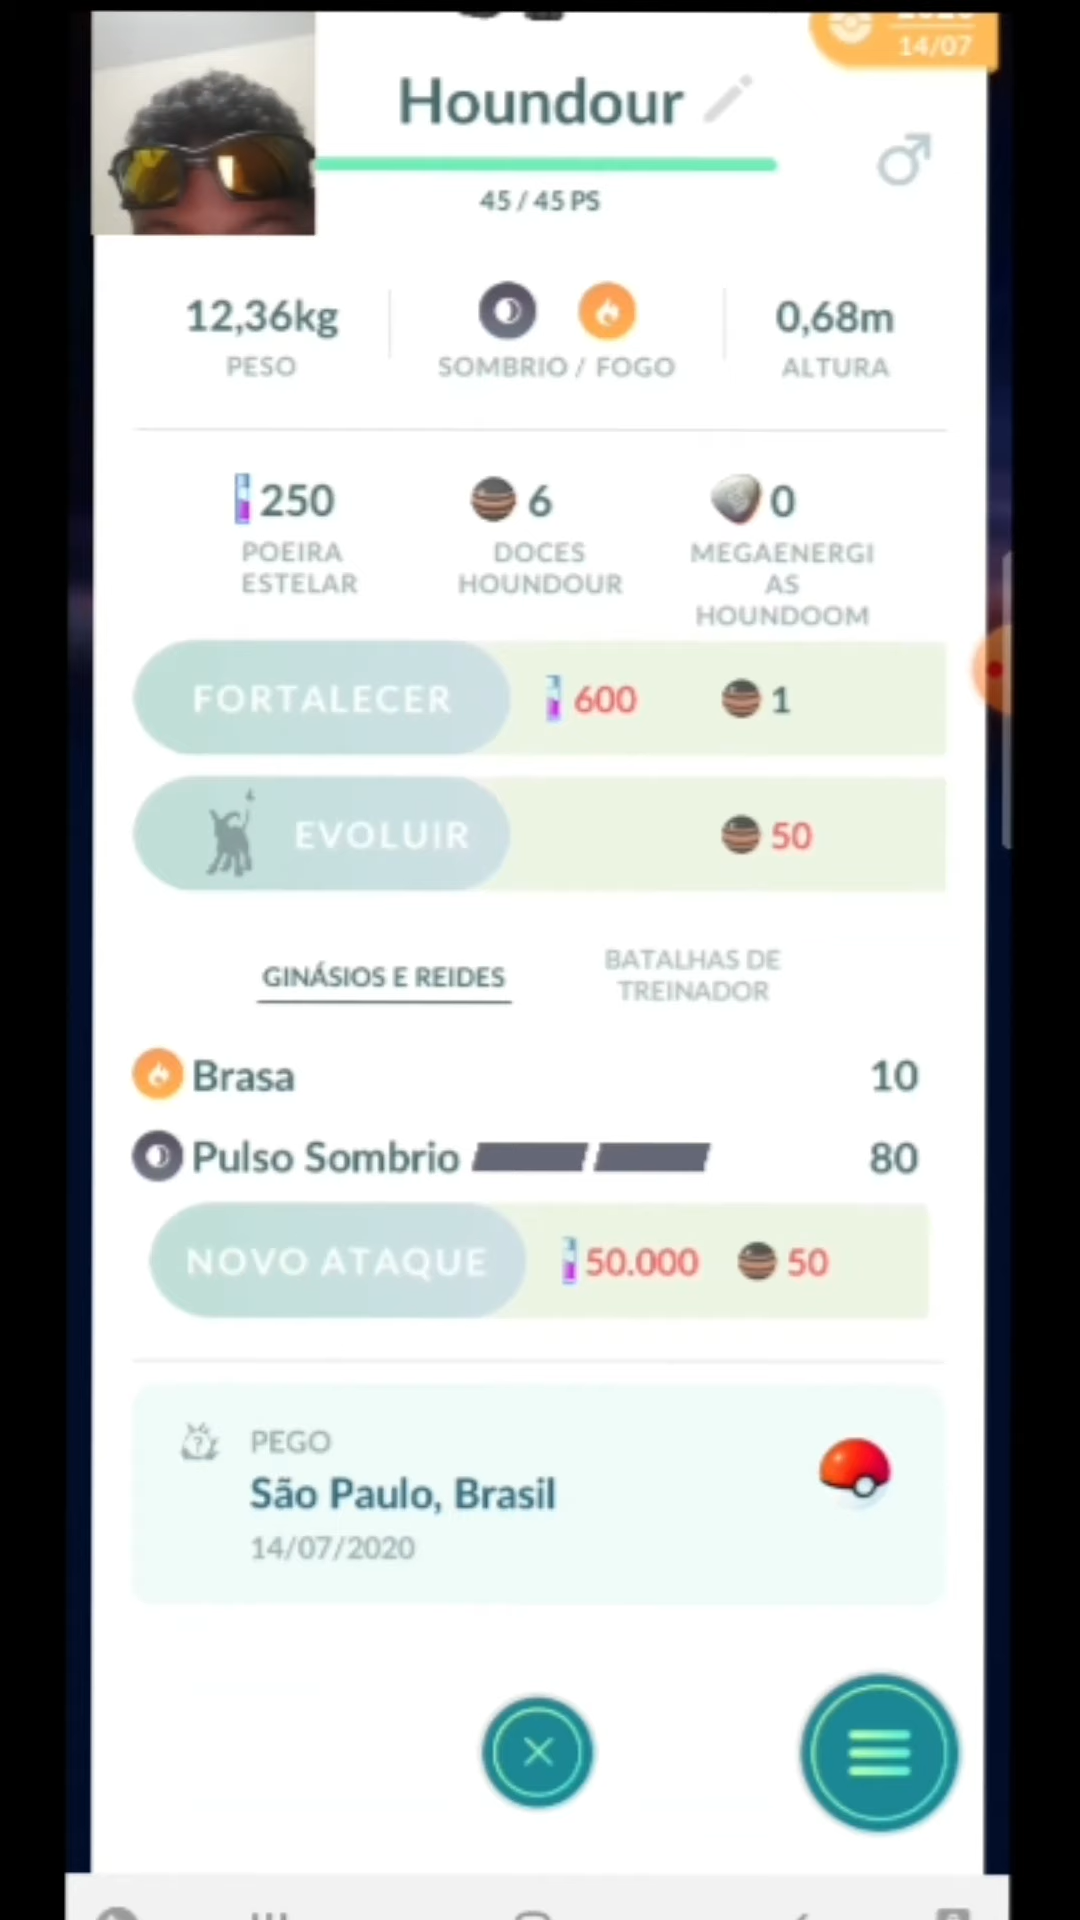 14/07
Houndour
45 / 45 PS
12,36kg
PESO
SOMBRIO / FOGO
0,68m
ALTURA
250
POEIRA
ESTELAR
6
DOCES
HOUNDOUR
0
MEGAENERGI
AS
HOUNDOOM
FORTALECER 600 1
EVOLUIR 50
GINÁSIOS E REIDES
BATALHAS DE
TREINADOR
Brasa 10
Pulso Sombrio 80
NOVO ATAQUE 50.000 50
PEGO
São Paulo, Brasil
14/07/2020